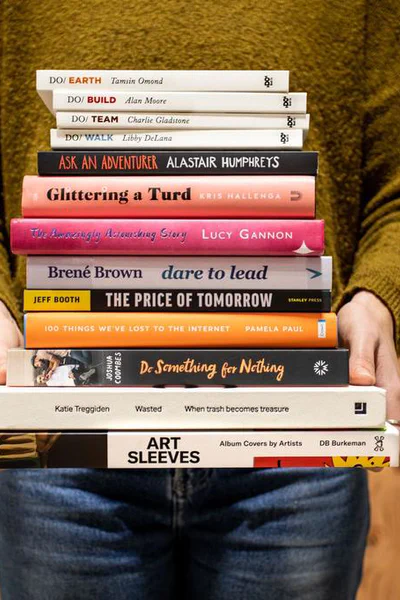 DO/ EARTH Tamsin Omond
DO/ BUILD Alan Moore
DO/ TEAM Charlie Gladstone
DO/ WALK Libby DeLana
ASK AN ADVENTURER ALASTAIR HUMPHREYS
Glittering a Turd KRIS HALLENGA
The Amazingly Astonishing Story LUCY GANNON
Brené Brown dare to lead
JEFF BOOTH THE PRICE OF TOMORROW STANLEY PRESS
100 THINGS WE'VE LOST TO THE INTERNET PAMELA PAUL
JOSHUA COOMBES Do Something for Nothing
Katie Treggiden Wasted When trash becomes treasure
ART SLEEVES Album Covers by Artists DB Burkeman